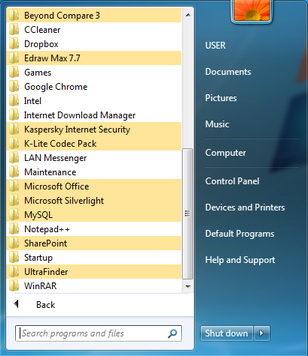 Beyond Compare 3
CCleaner
Dropbox
Edraw Max 7.7
Games
Google Chrome
Intel
Internet Download Manager
Kaspersky Internet Security
K-Lite Codec Pack
LAN Messenger
Maintenance
Microsoft Office
Microsoft Silverlight
MySQL
Notepad++
SharePoint
Startup
UltraFinder
WinRAR
Back
Search programs and files
USER
Documents
Pictures
Music
Computer
Control Panel
Devices and Printers
Default Programs
Help and Support
Shut down